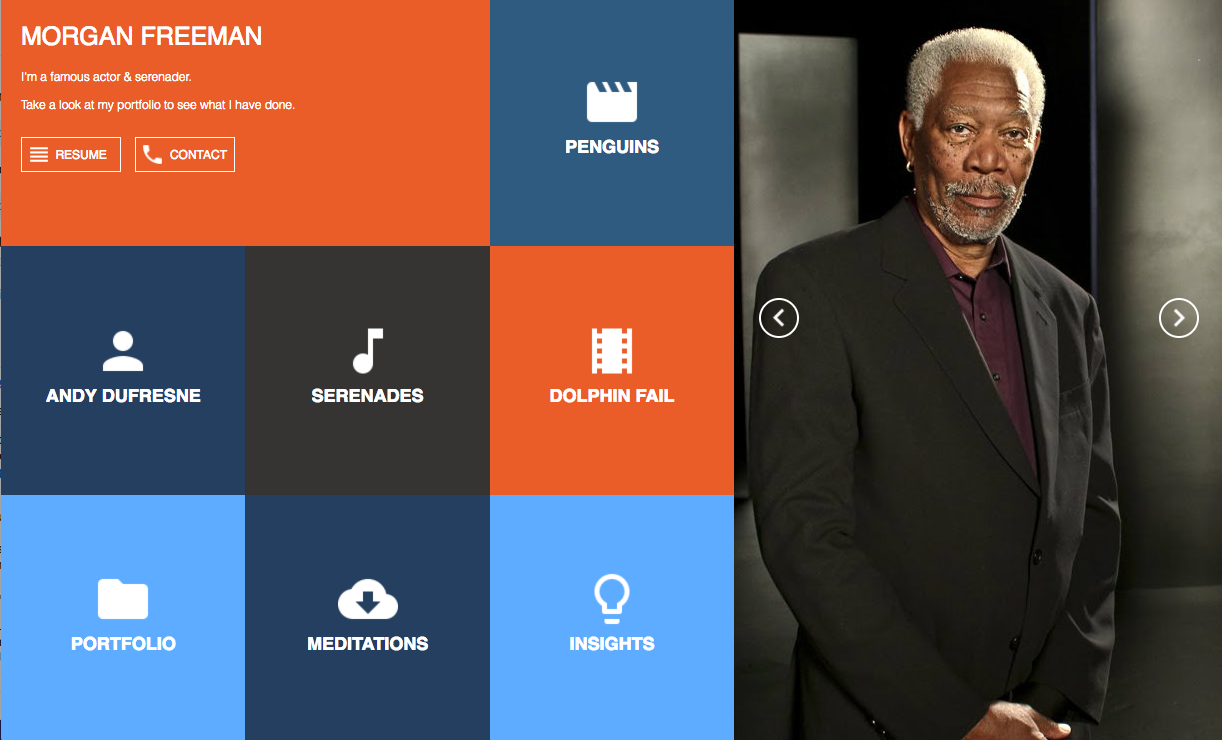 MORGAN FREEMAN
I'm a famous actor & serenader.
Take a look at my portfolio to see what I have done.
RESUME
CONTACT
PENGUINS
ANDY DUFRESNE
SERENADES
DOLPHIN FAIL
PORTFOLIO
MEDITATIONS
INSIGHTS